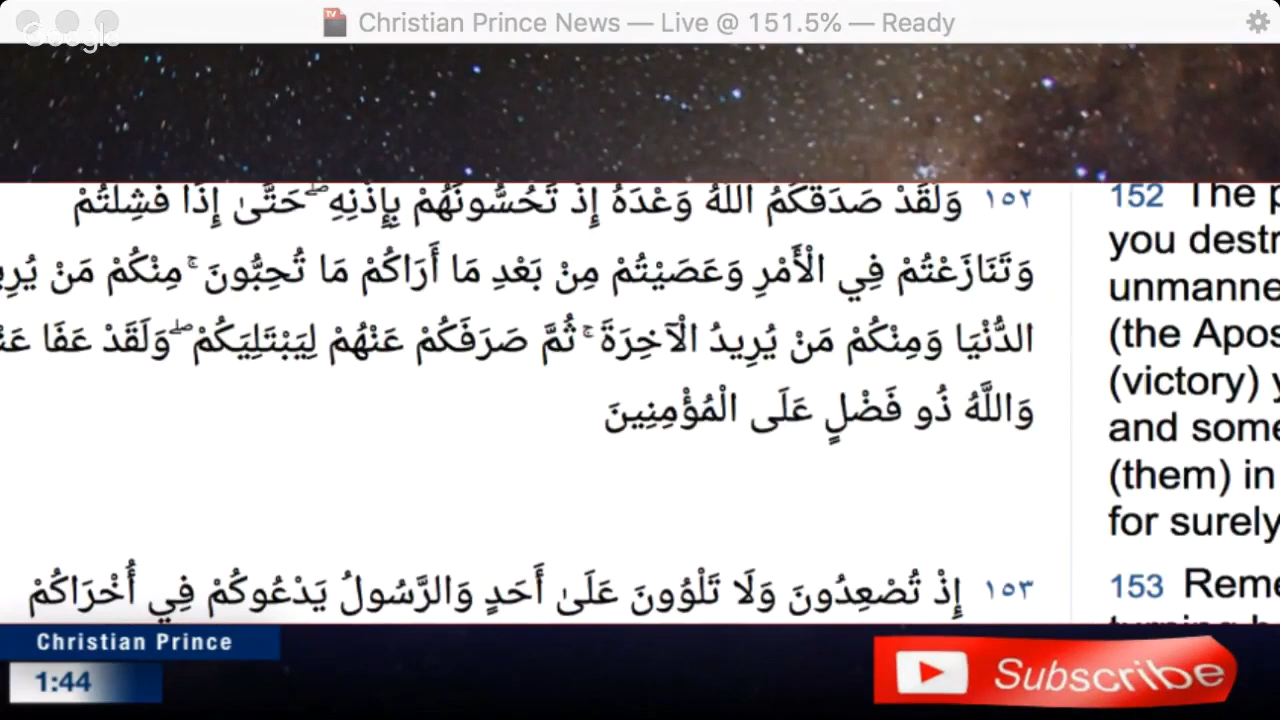 Google
Christian Prince News — Live @ 151.5% — Ready
١٥٢ وَلَقَدْ صَدَقَكُمُ اللَّهُ وَعْدَهُ إِذْ تَحُسُّونَهُمْ بِإِذْنِهِ ۖ حَتَّىٰ إِذَا فَشِلْتُمْ
وَتَنَازَعْتُمْ فِي الْأَمْرِ وَعَصَيْتُمْ مِنْ بَعْدِ مَا أَرَاكُمْ مَا تُحِبُّونَ ۚ مِنْكُمْ مَنْ
الدُّنْيَا وَمِنْكُمْ مَنْ يُرِيدُ الْآخِرَةَ ۚ ثُمَّ صَرَفَكُمْ عَنْهُمْ لِيَبْتَلِيَكُمْ ۖ وَلَقَدْ عَفَا
وَاللَّهُ ذُو فَضْلٍ عَلَى الْمُؤْمِنِينَ
١٥٣ إِذْ تُصْعِدُونَ وَلَا تَلْوُونَ عَلَىٰ أَحَدٍ وَالرَّسُولُ يَدْعُوكُمْ فِي أُخْرَاكُمْ
152 The
you destr
unmanne
(the Apos
(victory)
and some
(them) in
for surely
153 Reme
Christian Prince
1:44
Subscribe